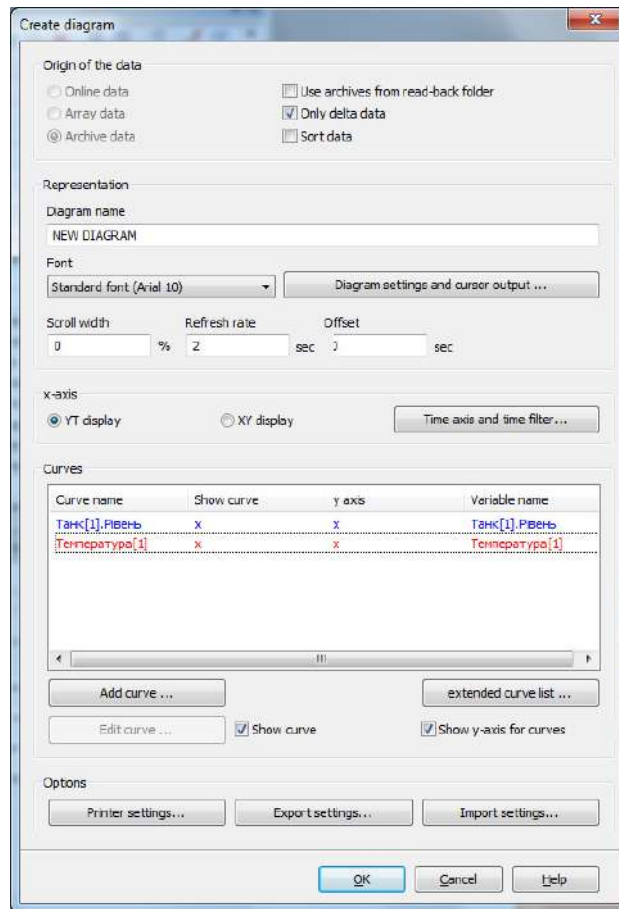 Create diagram
Origin of the data
Online data
Use archives from read-back folder
Array data
Only delta data
Archive data
Sort data
Representation
Diagram name
NEW DIAGRAM
Font
Standard font (Arial 10)
Diagram settings and cursor output ...
Scroll width Refresh rate Offset
0 % 2 sec 0 sec
x-axis
YT display XY display Time axis and time filter...
Curves
Curve name Show curve y axis Variable name
Танк[1].Рівень x x Танк[1].Рівень
Температура[1] x x Температура[1]
Add curve ... extended curve list ...
Edit curve ... Show curve Show y-axis for curves
Options
Printer settings... Export settings... Import settings...
OK Cancel Help